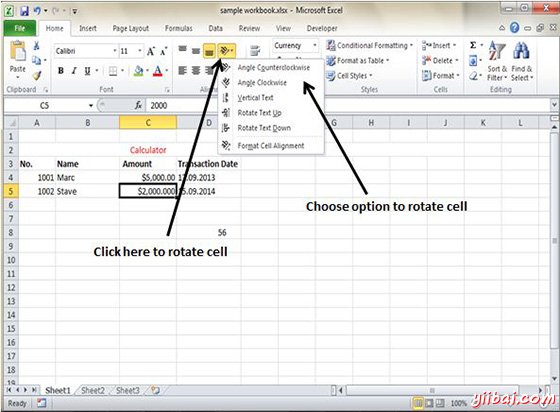 sample workbook.xlsx - Microsoft Excel
File Home Insert Page Layout Formulas Data Review View Developer
Calibri 11 Currency Conditional Formatting Insert
Format as Table Delete
Paste Cell Styles Format Sort & Filter Find & Select
Clipboard Font Styles Cells Editing
C5 fx 2000
A B C E F G H I J
1
2 Calculator
3 No. Name Amount Transaction Date
4 1001 Marc $5,000.00 .09.2013
5 1002 Stave $2,000.000 .09.2014
6
7
8 56
9
10
11
12
13
14
15
16
17
18
19
Angle Counterclockwise
Angle Clockwise
Vertical Text
Rotate Text Up
Rotate Text Down
Format Cell Alignment
Choose option to rotate cell
Click here to rotate cell
Sheet1 Sheet2 Sheet3
Ready 100%
yiibai.com